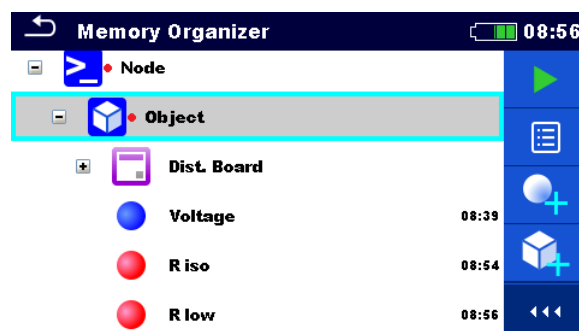 Memory Organizer 08:56
Node
Object
Dist. Board
Voltage 08:39
R iso 08:54
R low 08:56